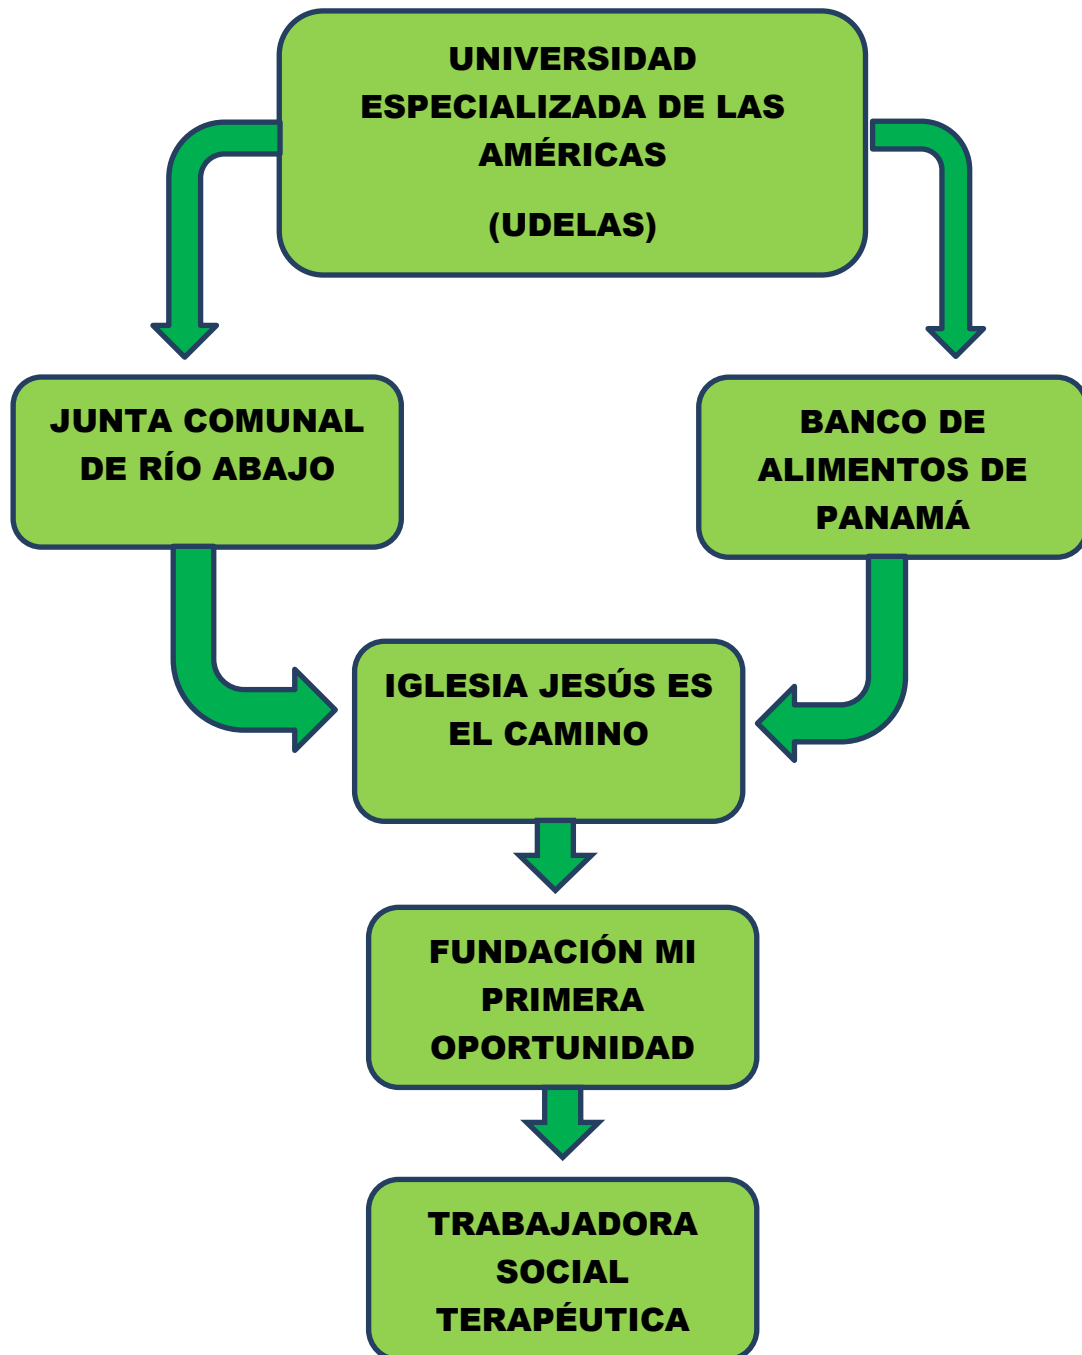 UNIVERSIDAD
ESPECIALIZADA DE LAS
AMÉRICAS
(UDELAS)
JUNTA COMUNAL
DE RÍO ABAJO
BANCO DE
ALIMENTOS DE
PANAMÁ
IGLESIA JESÚS ES
EL CAMINO
FUNDACIÓN MI
PRIMERA
OPORTUNIDAD
TRABAJADORA
SOCIAL
TERAPÉUTICA